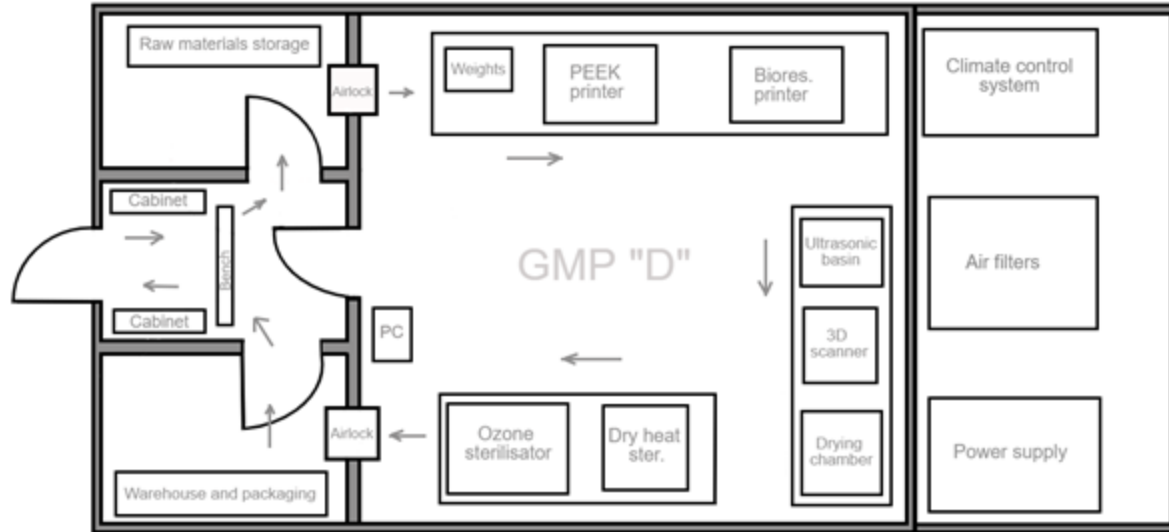 Raw materials storage
Airlock
Weights
PEEK
printer
Biores.
printer
Climate control
system
Cabinet
Bench
Cabinet
GMP "D"
PC
Ultrasonic
basin
3D
scanner
Drying
chamber
Air filters
Airlock
Ozone
sterilisator
Dry heat
ster.
Warehouse and packaging
Power supply